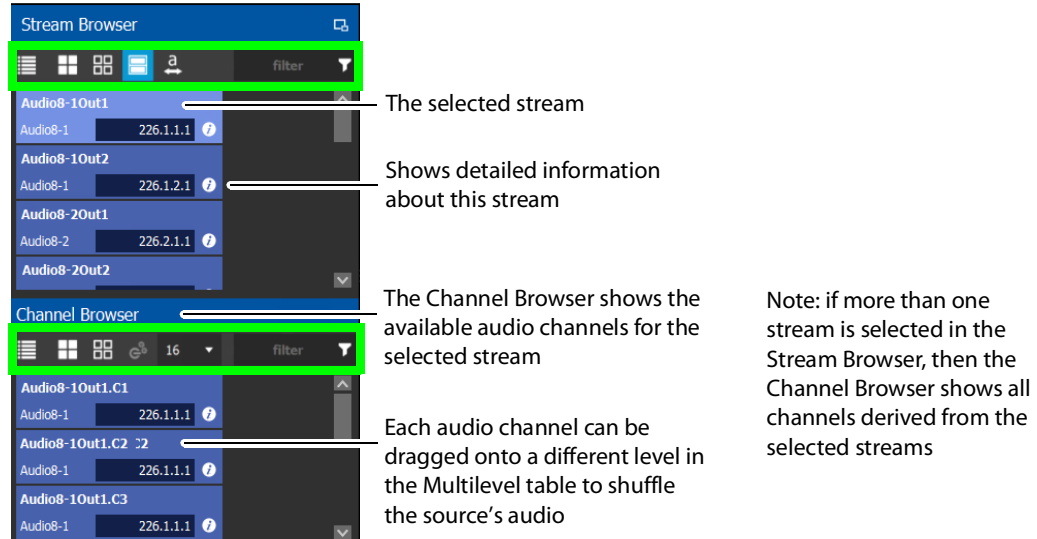 Stream Browser
a
filter
Audio8-1Out1
Audio8-1 226.1.1.1 i
Audio8-1Out2
Audio8-1 226.1.2.1 i
Audio8-2Out1
Audio8-2 226.2.1.1 i
Audio8-2Out2
The selected stream
Shows detailed information
about this stream
Channel Browser
16
filter
Audio8-1Out1.C1
Audio8-1 226.1.1.1 i
Audio8-1Out1.C2
Audio8-1 226.1.1.1 i
Audio8-1Out1.C3
Audio8-1 226.1.1.1 i
The Channel Browser shows the
available audio channels for the
selected stream
Each audio channel can be
dragged onto a different level in
the Multilevel table to shuffle
the source's audio
Note: if more than one
stream is selected in the
Stream Browser, then the
Channel Browser shows all
channels derived from the
selected streams